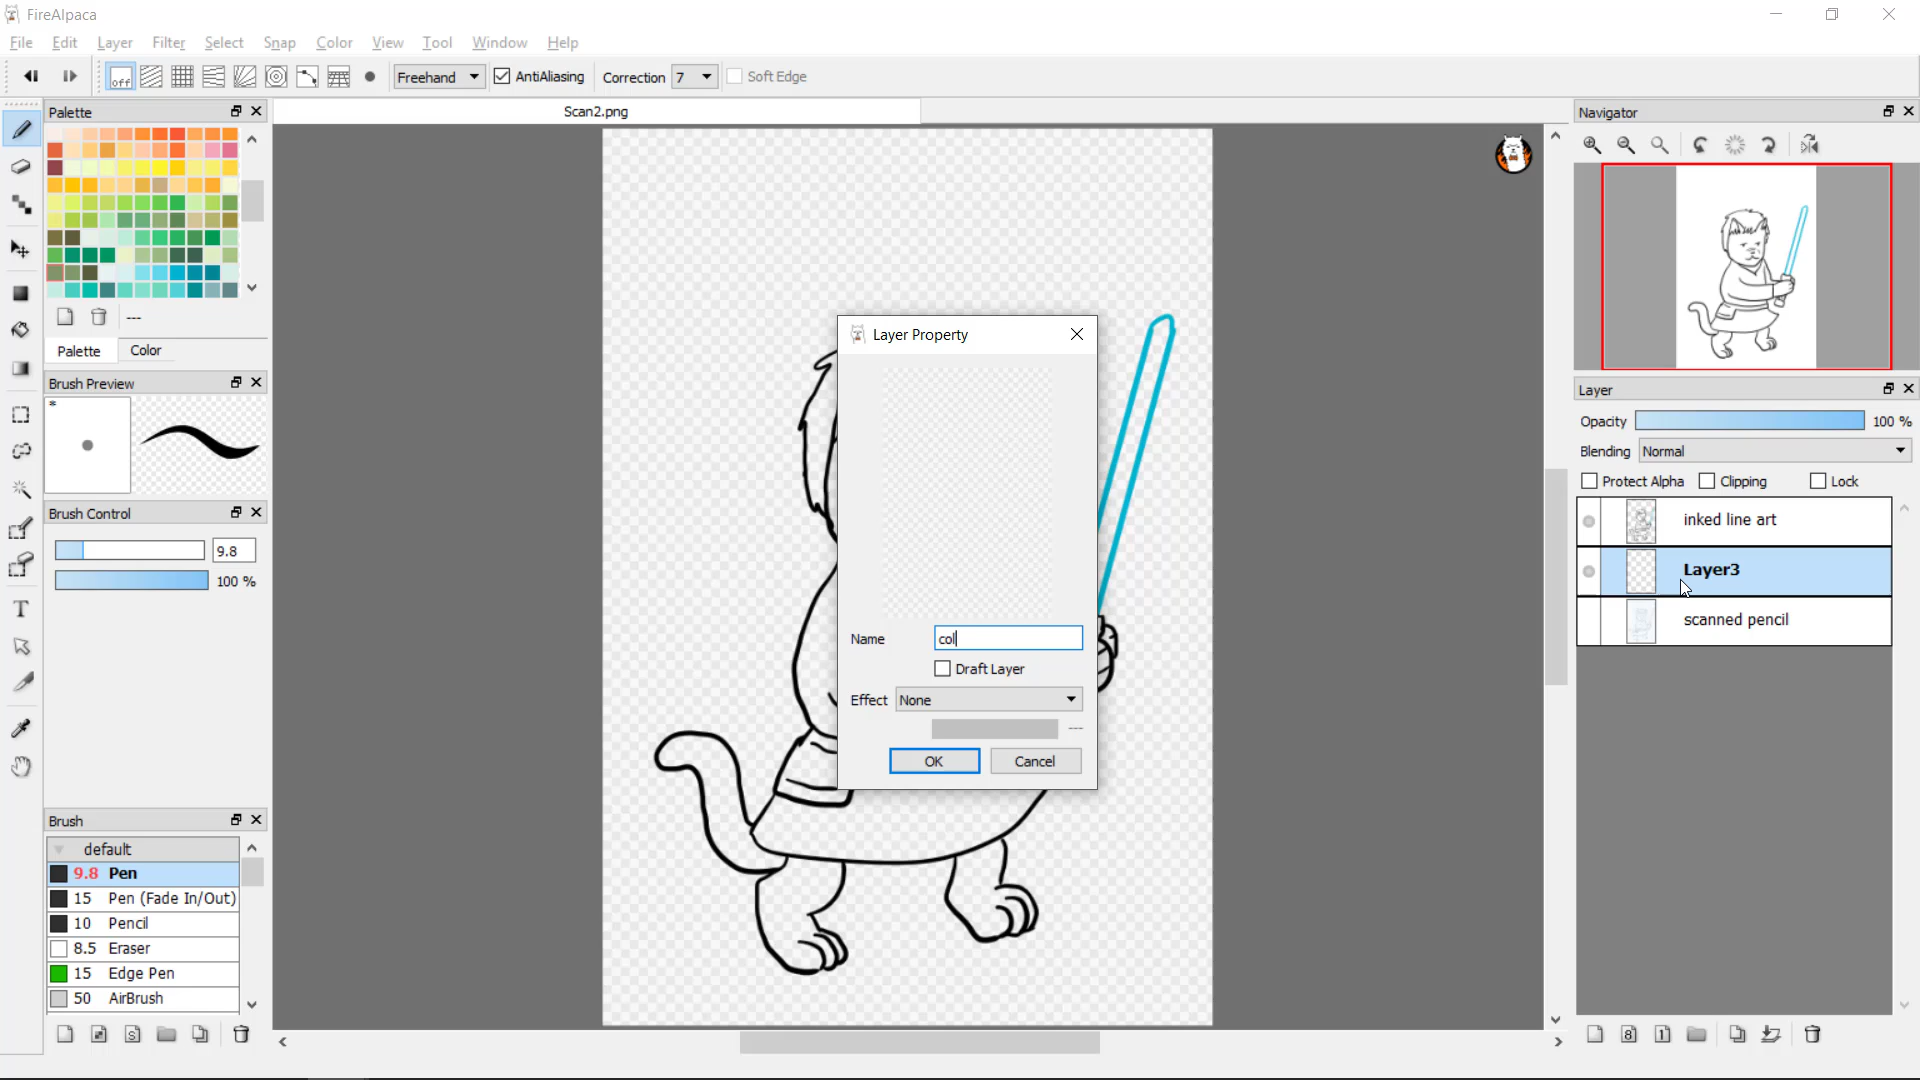 FireAlpaca
File Edit Layer Filter Select Snap Color View Tool Window Help
off Freehand AntiAliasing Correction 7 Soft Edge
Palette
Scan2.png
Navigator
---
Palette Color
Brush Preview
*
Brush Control
9.8
100 %
Brush
default
9.8 Pen
15 Pen (Fade In/Out)
10 Pencil
8.5 Eraser
15 Edge Pen
50 AirBrush
S
T
Layer Property
Name col
Draft Layer
Effect None
---
OK Cancel
Layer
Opacity 100 %
Blending Normal
Protect Alpha Clipping Lock
inked line art
Layer3
scanned pencil
8 1